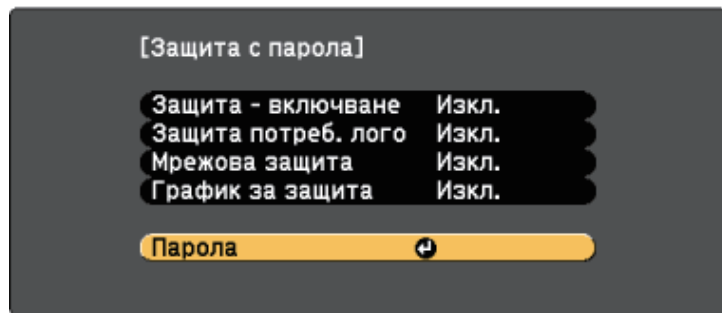 [Защита с парола]
Защита - включване Изкл.
Защита потреб. лого Изкл.
Мрежова защита Изкл.
График за защита Изкл.
Парола